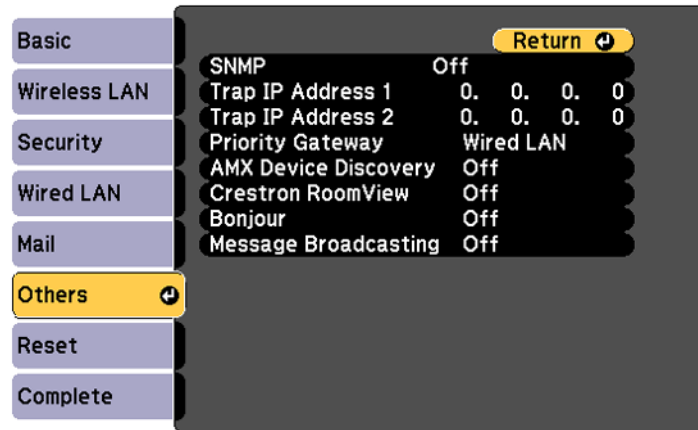 Basic
Wireless LAN
Security
Wired LAN
Mail
Others
Reset
Complete
Return
SNMP Off
Trap IP Address 1 0. 0. 0. 0
Trap IP Address 2 0. 0. 0. 0
Priority Gateway Wired LAN
AMX Device Discovery Off
Crestron RoomView Off
Bonjour Off
Message Broadcasting Off